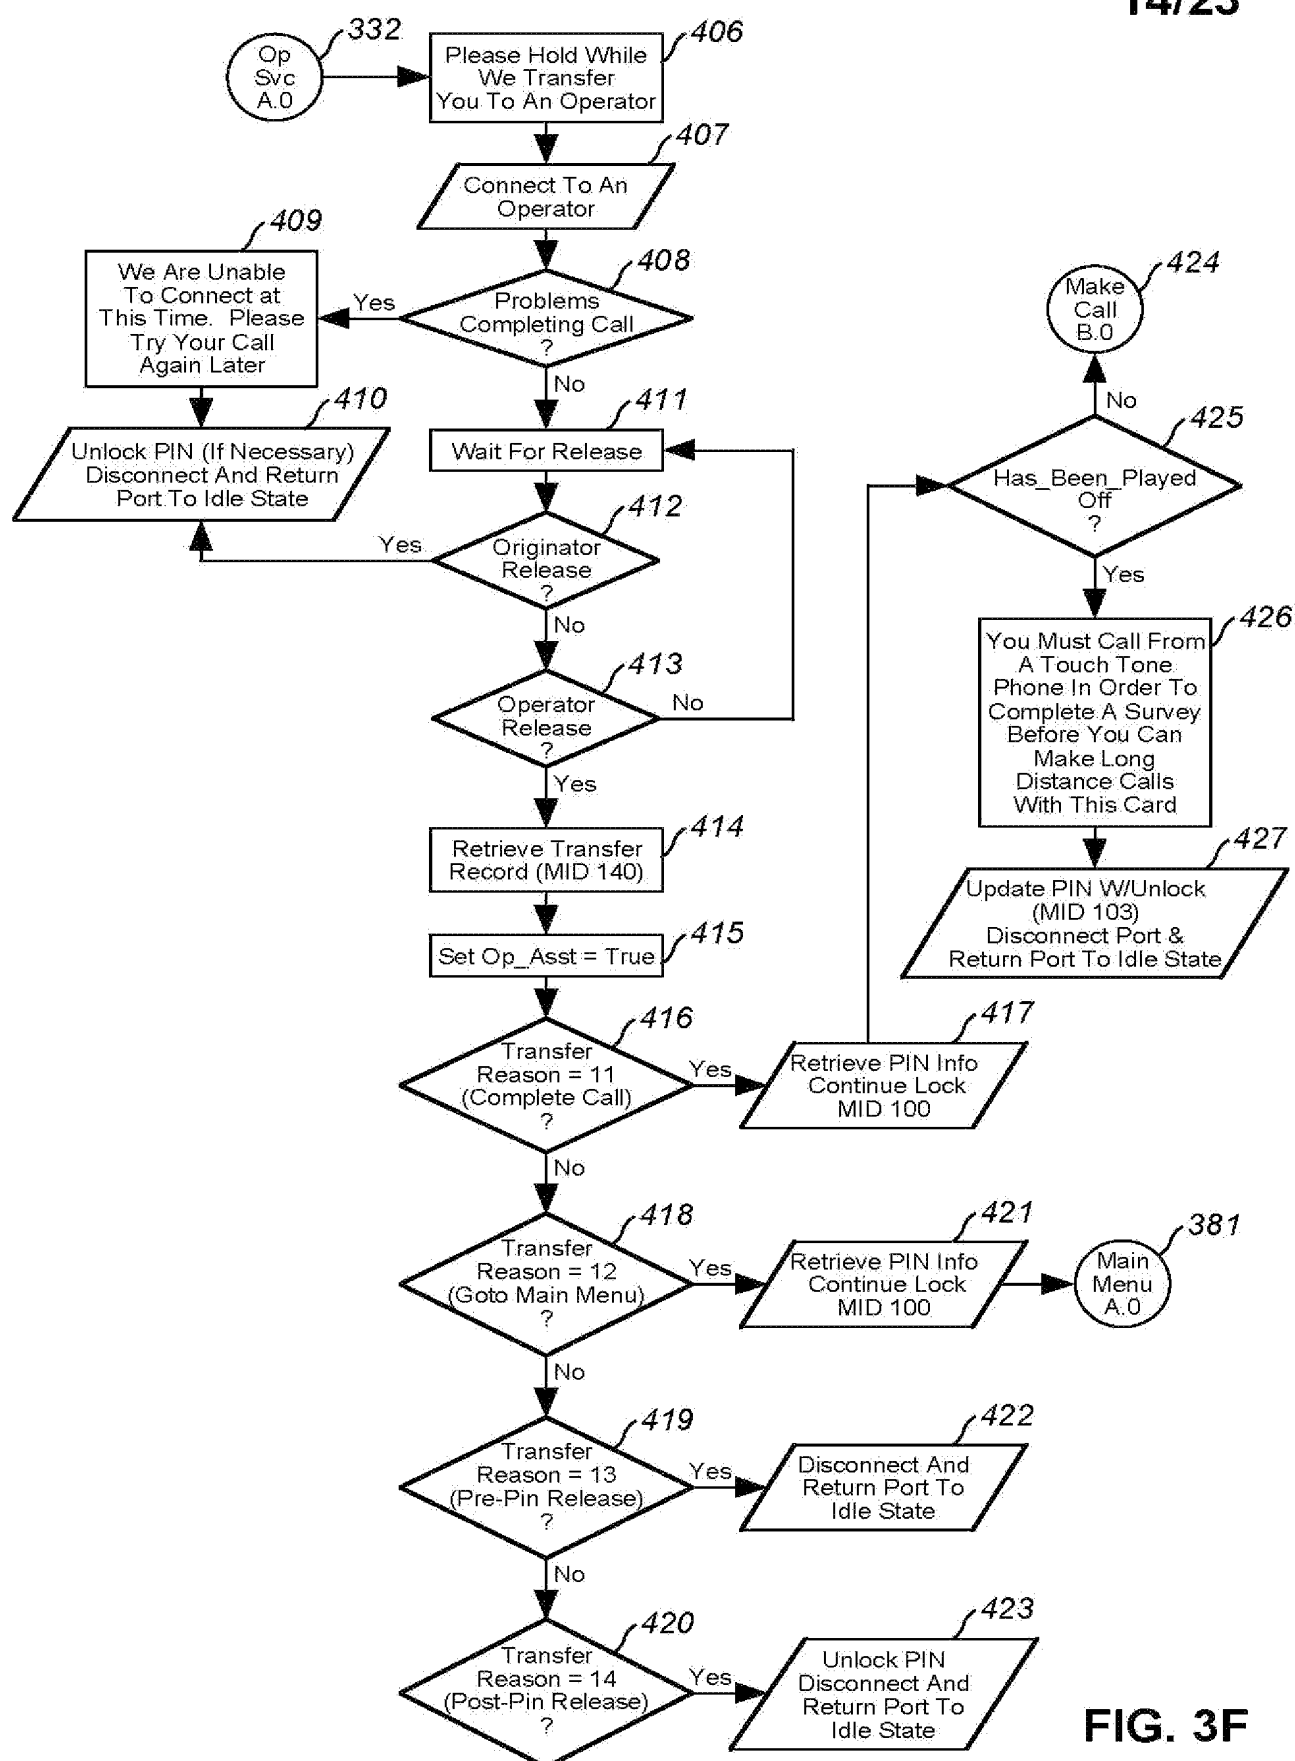 14/23
332
Op
Svc
A.0
406
Please Hold While
We Transfer
You To An Operator
407
Connect To An
Operator
409
We Are Unable
To Connect at
This Time. Please
Try Your Call
Again Later
Yes
408
Problems
Completing Call
?
No
410
Unlock PIN (If Necessary)
Disconnect And Return
Port To Idle State
411
Wait For Release
412
Originator
Release
?
Yes
No
413
Operator
Release
?
No
Yes
414
Retrieve Transfer
Record (MID 140)
415
Set Op_Asst = True
416
Transfer
Reason = 11
(Complete Call)
?
Yes
417
Retrieve PIN Info
Continue Lock
MID 100
No
424
Make
Call
B.0
No
425
Has_Been_Played
Off
?
Yes
426
You Must Call From
A Touch Tone
Phone In Order To
Complete A Survey
Before You Can
Make Long
Distance Calls
With This Card
427
Update PIN W/Unlock
(MID 103)
Disconnect Port &
Return Port To Idle State
418
Transfer
Reason = 12
(Goto Main Menu)
?
Yes
421
Retrieve PIN Info
Continue Lock
MID 100
381
Main
Menu
A.0
No
419
Transfer
Reason = 13
(Pre-Pin Release)
?
Yes
422
Disconnect And
Return Port To
Idle State
No
420
Transfer
Reason = 14
(Post-Pin Release)
?
Yes
423
Unlock PIN
Disconnect And
Return Port To
Idle State
FIG. 3F